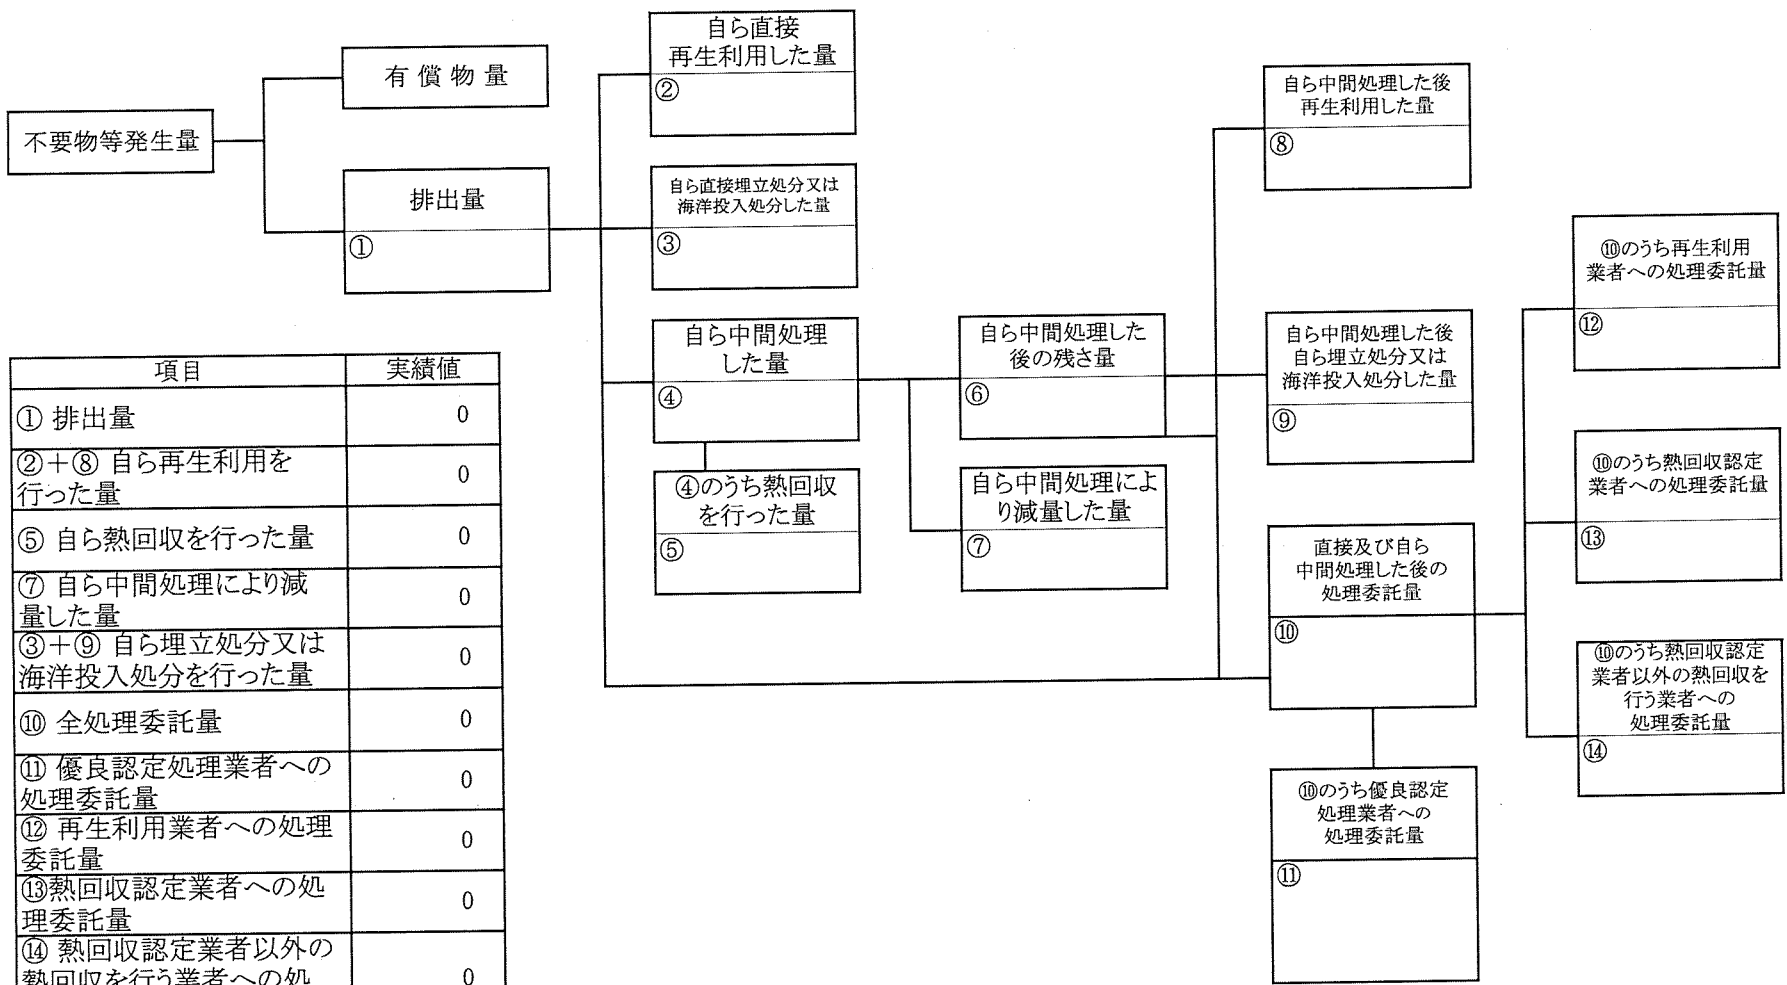 不要物等発生量
有償物量
排出量
①
自ら直接
再生利用した量
②
自ら直接埋立処分又は
海洋投入処分した量
③
自ら中間処理
した量
④
④のうち熱回収
を行った量
⑤
自ら中間処理した
後の残さ量
⑥
自ら中間処理によ
り減量した量
⑦
自ら中間処理した後
再生利用した量
⑧
自ら中間処理した後
自ら埋立処分又は
海洋投入処分した量
⑨
直接及び自ら
中間処理した後の
処理委託量
⑩
⑩のうち優良認定
処理業者への
処理委託量
⑪
⑩のうち再生利用
業者への処理委託量
⑫
⑩のうち熱回収認定
業者への処理委託量
⑬
⑩のうち熱回収認定
業者以外の熱回収を
行う業者への
処理委託量
⑭
項目 実績値
① 排出量 0
②+⑧ 自ら再生利用を
行った量 0
⑤ 自ら熱回収を行った量 0
⑦ 自ら中間処理により減
量した量 0
③+⑨ 自ら埋立処分又は
海洋投入処分を行った量 0
⑩ 全処理委託量 0
⑪ 優良認定処理業者への
処理委託量 0
⑫ 再生利用業者への処理
委託量 0
⑬熱回収認定業者への処
理委託量 0
⑭ 熱回収認定業者以外の
熱回収を行う業者への処 0